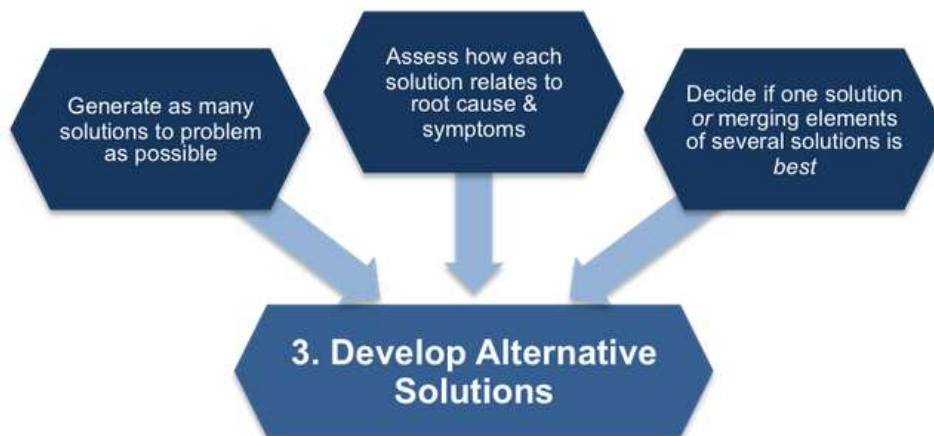 Generate as many
solutions to problem
as possible
Assess how each
solution relates to
root cause &
symptoms
Decide if one solution
or merging elements
of several solutions is
best
3. Develop Alternative
Solutions